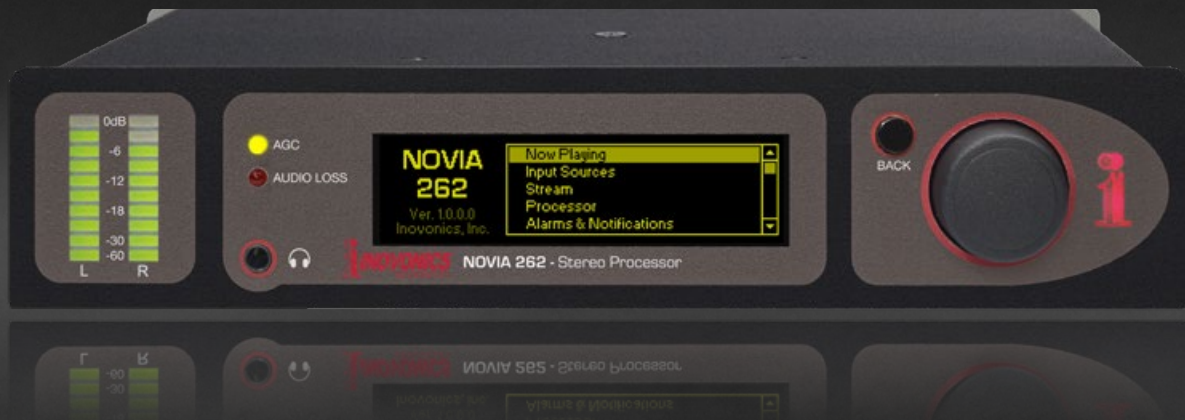 0dB
-6
-12
-18
-30
-60
L R
AGC
AUDIO LOSS
NOVIA
262
Ver. 1.0.0.0
Inovonics, Inc.
Now Playing
Input Sources
Stream
Processor
Alarms & Notifications
INOVONICS NOVIA 262 - Stereo Processor
BACK
i